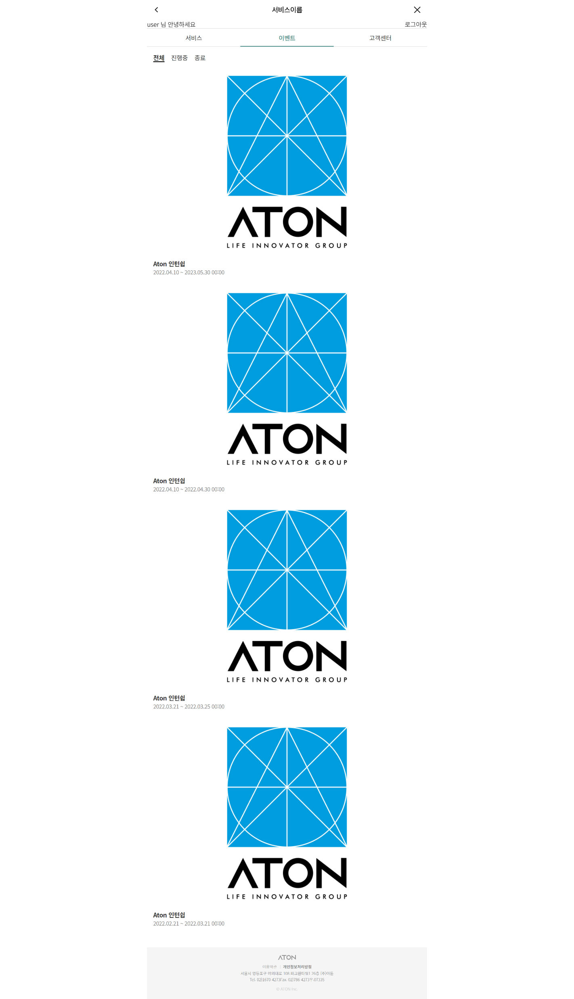 서비스이름
user 님 안녕하세요 로그아웃
서비스 이벤트 고객센터
전체 진행중 종료
ATON
LIFE INNOVATOR GROUP
Aton 인턴쉽
2022.04.10 ~ 2023.05.30 00:00
ATON
LIFE INNOVATOR GROUP
Aton 인턴쉽
2022.04.10 ~ 2022.04.30 00:00
ATON
LIFE INNOVATOR GROUP
Aton 인턴쉽
2022.03.21 ~ 2022.03.25 00:00
ATON
LIFE INNOVATOR GROUP
Aton 인턴쉽
2022.02.21 ~ 2022.03.21 00:00
ATON
이용약관 | 개인정보처리방침
서울시 영등포구 여의대로 108 파크원타워1 26층 (주)아톤
Tel. 02)1670-4273Fax. 02)786-4273우.07335
© ATON Inc.